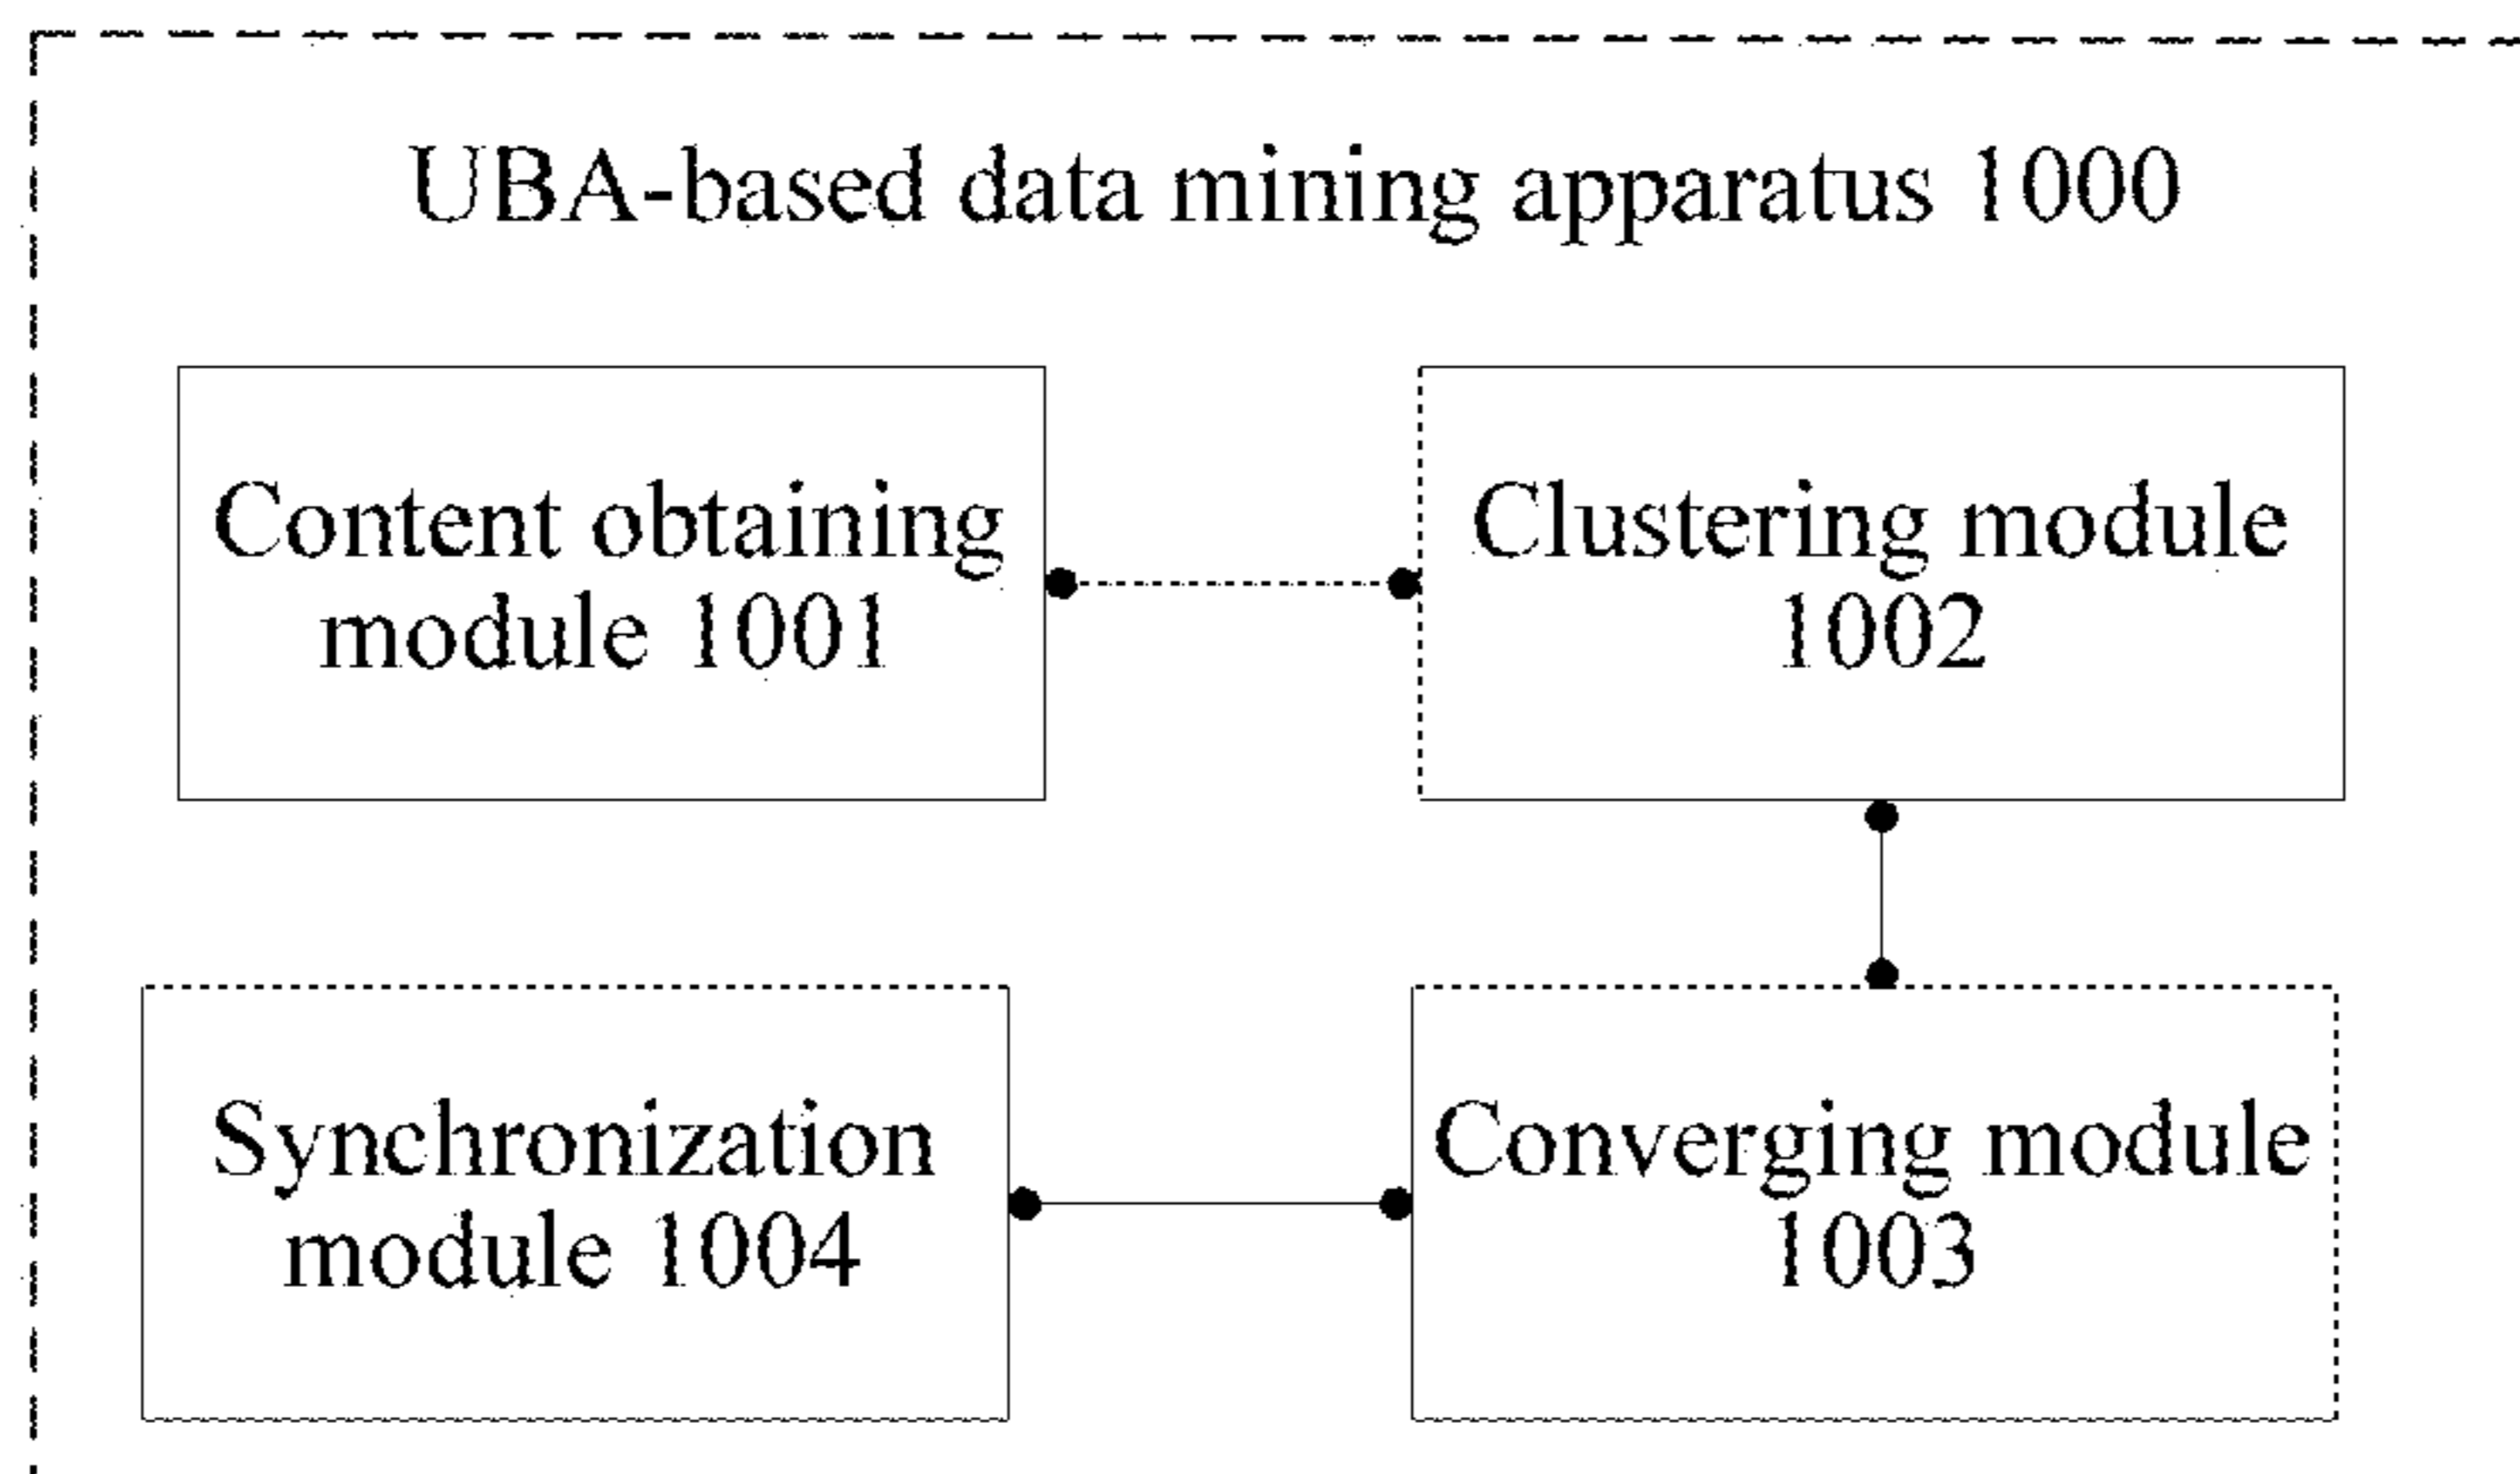 UBA-based data mining apparatus 1000
Content obtaining
module 1001
Clustering module
1002
Synchronization
module 1004
Converging module
1003